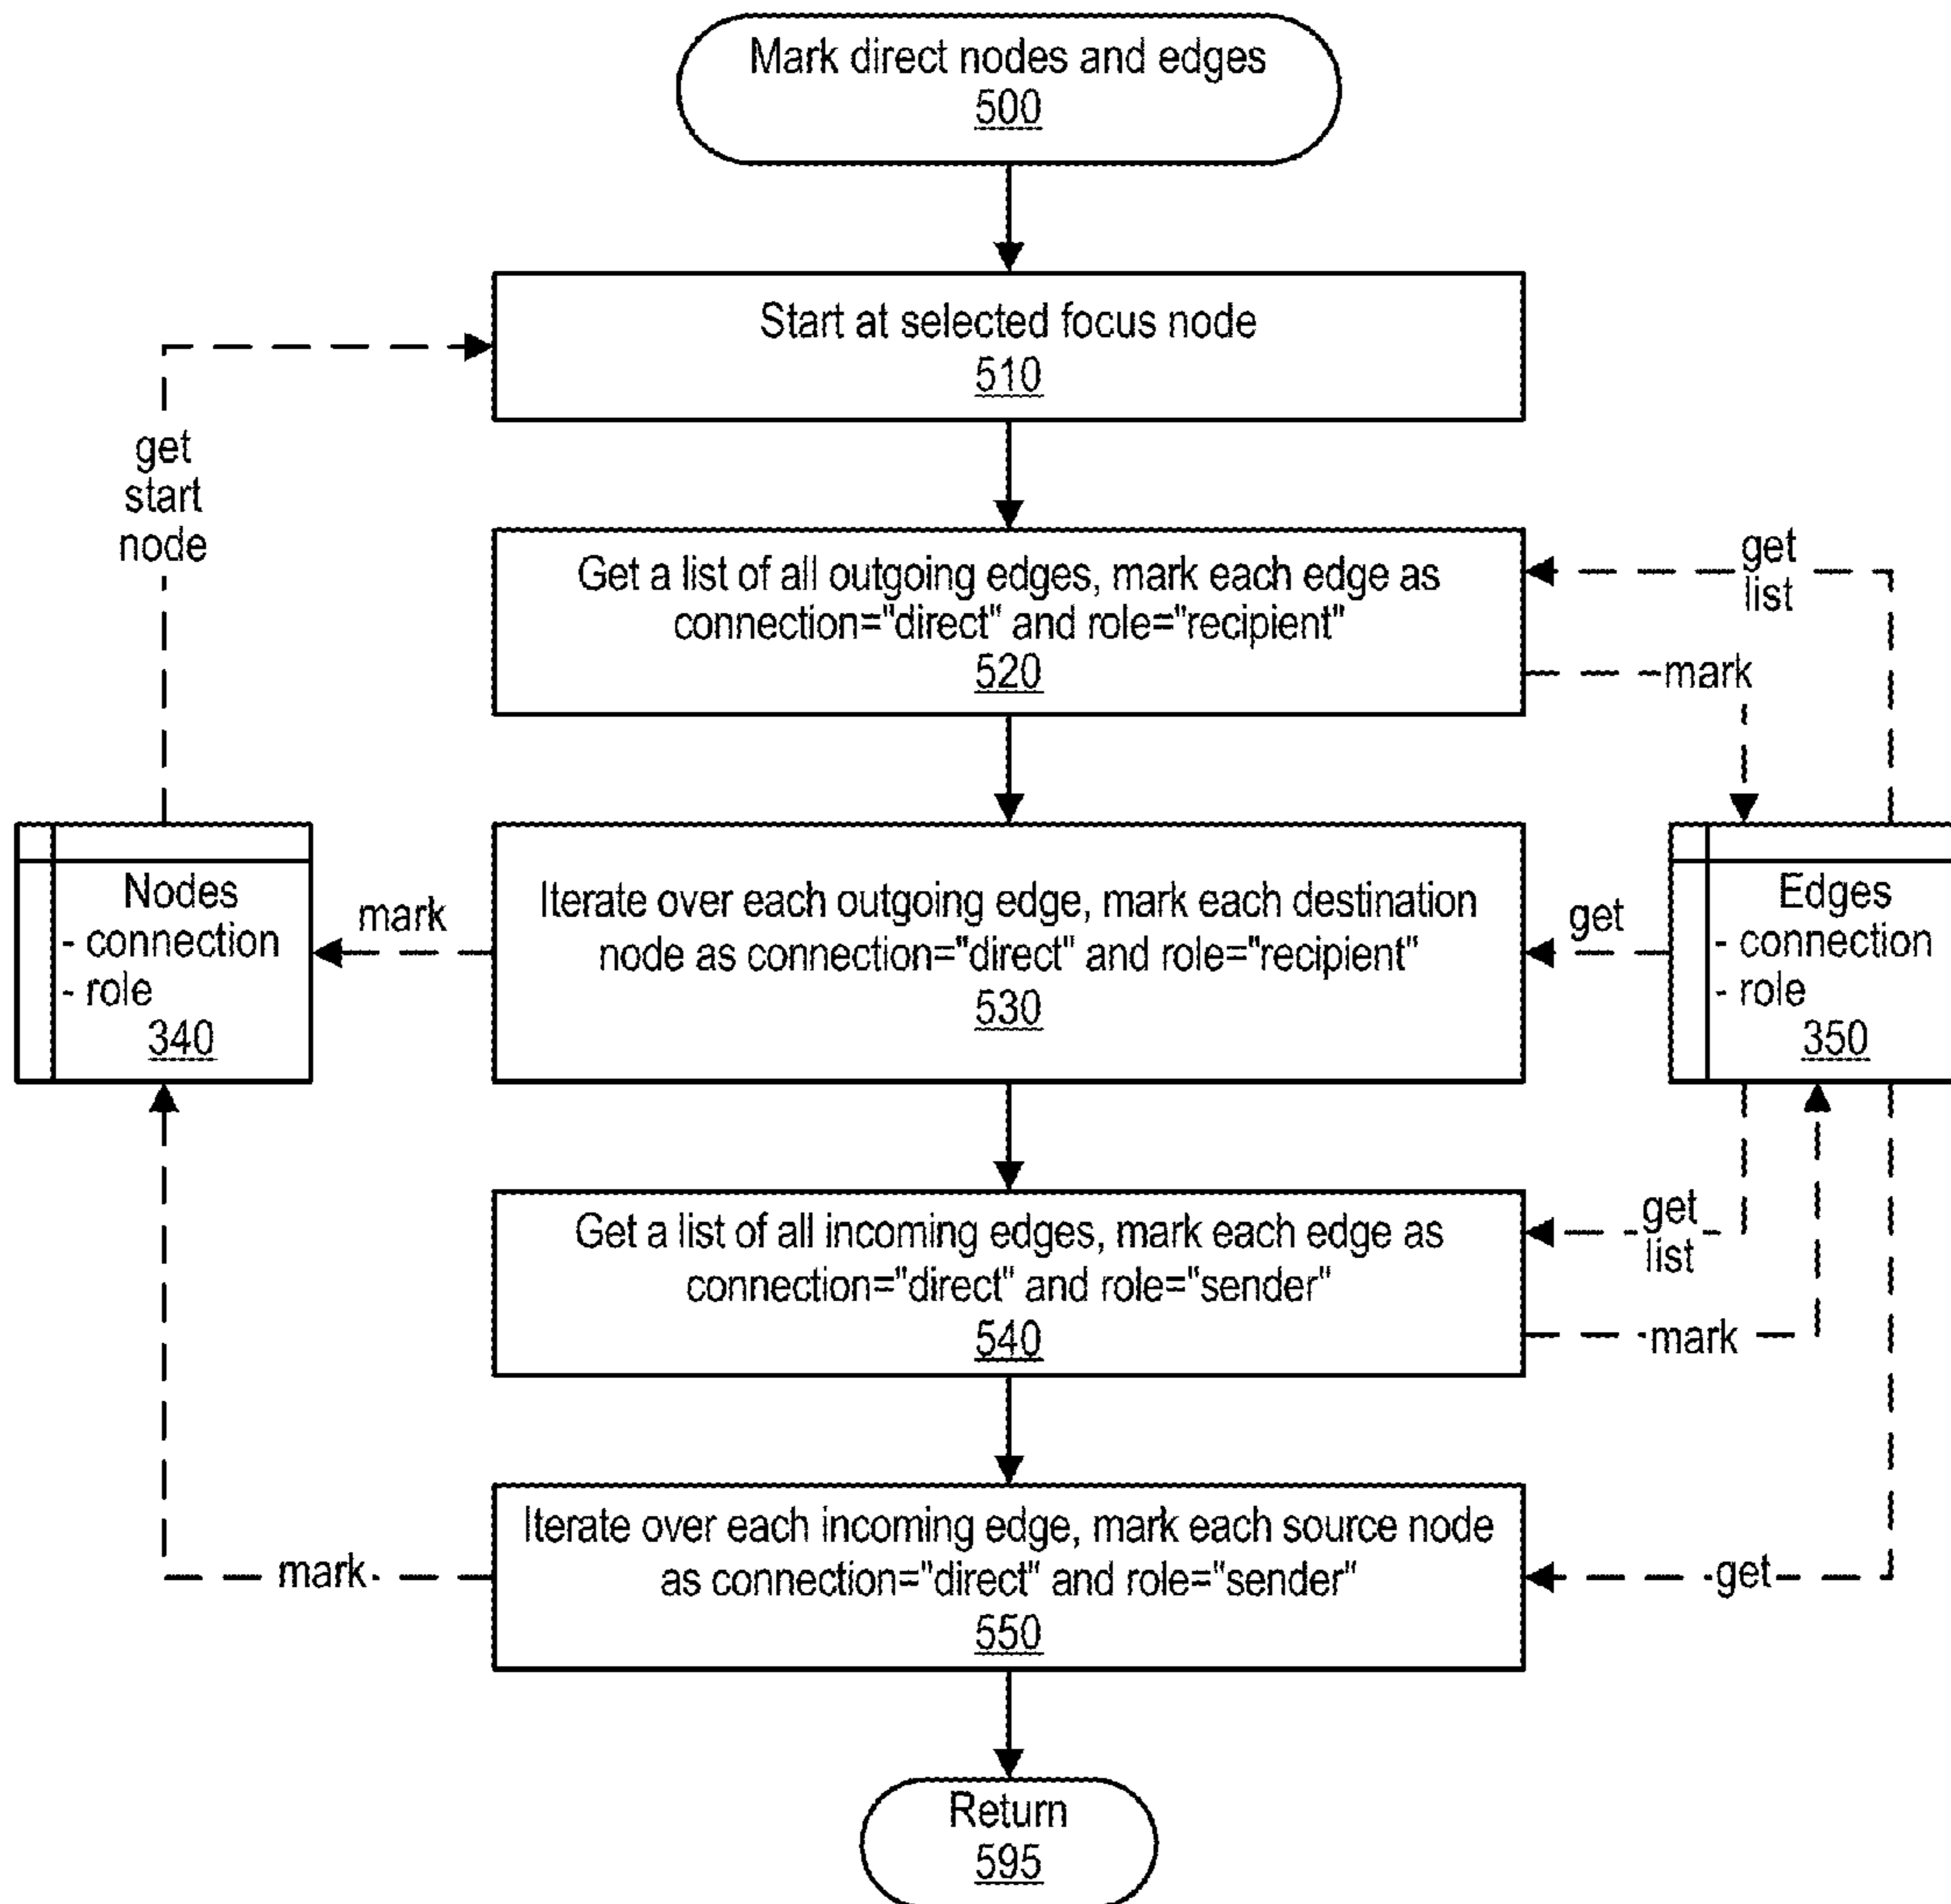 Mark direct nodes and edges
500
Start at selected focus node
510
get
start
node
Get a list of all outgoing edges, mark each edge as
connection="direct" and role="recipient"
520
get
list
mark
Nodes
- connection
- role
340
mark
Iterate over each outgoing edge, mark each destination
node as connection="direct" and role="recipient"
530
get
Edges
- connection
- role
350
Get a list of all incoming edges, mark each edge as
connection="direct" and role="sender"
540
get
list
mark
Iterate over each incoming edge, mark each source node
as connection="direct" and role="sender"
550
mark
get
Return
595